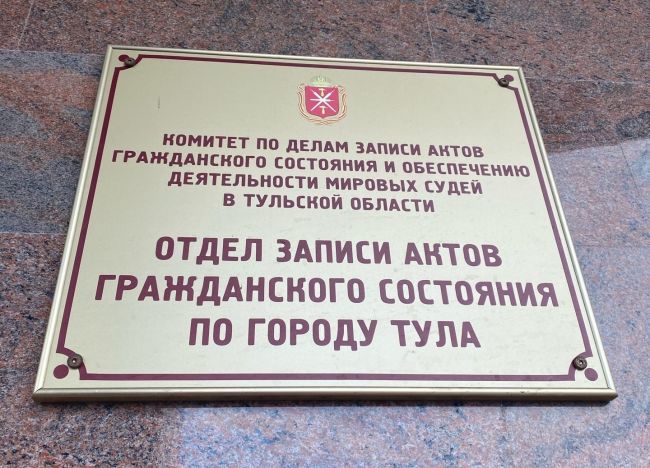 КОМИТЕТ ПО ДЕЛАМ ЗАПИСИ АКТОВ
ГРАЖДАНСКОГО СОСТОЯНИЯ И ОБЕСПЕЧЕНИЮ
ДЕЯТЕЛЬНОСТИ МИРОВЫХ СУДЕЙ
В ТУЛЬСКОЙ ОБЛАСТИ
ОТДЕЛ ЗАПИСИ АКТОВ
ГРАЖДАНСКОГО СОСТОЯНИЯ
ПО ГОРОДУ ТУЛА